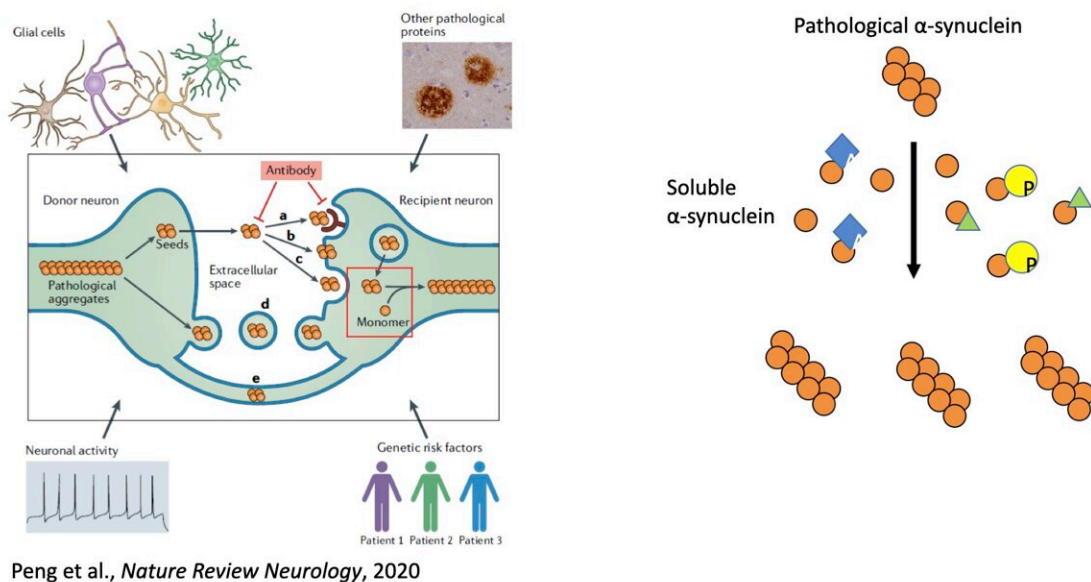 Glial cells
Other pathological
proteins
Antibody
Donor neuron
Recipient neuron
a
b
c
Seeds
Extracellular
space
Pathological
aggregates
d
Monomer
e
Neuronal activity
Genetic risk factors
Patient 1 Patient 2 Patient 3
Peng et al., Nature Review Neurology, 2020
Pathological α-synuclein
Soluble
α-synuclein
P
P